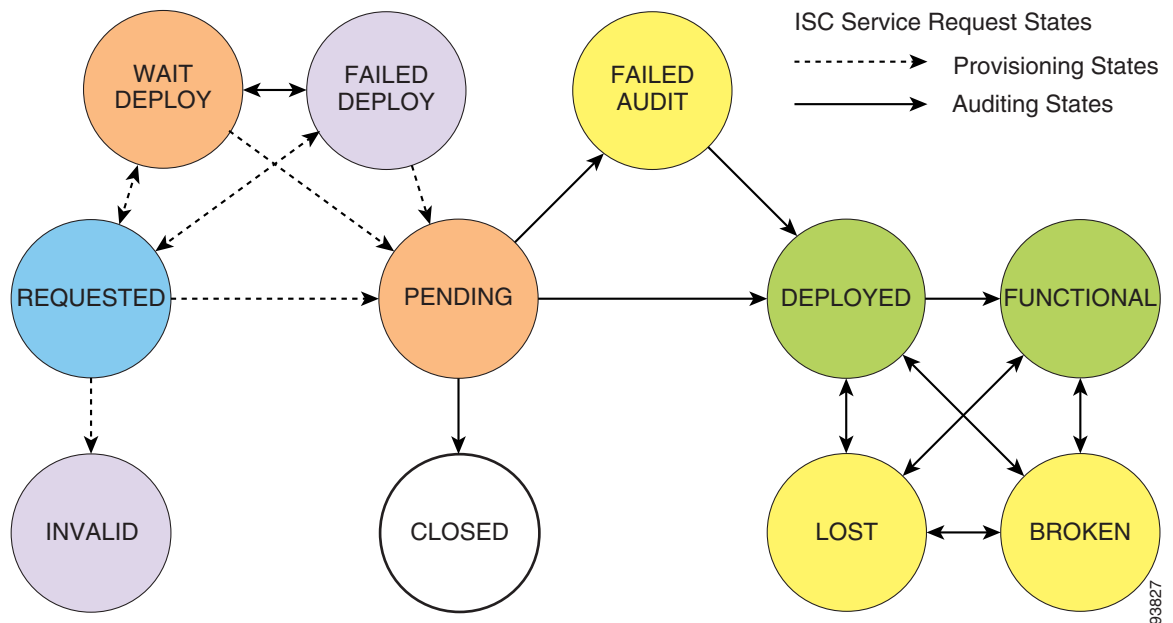 ISC Service Request States
Provisioning States
Auditing States
WAIT
DEPLOY
FAILED
DEPLOY
FAILED
AUDIT
REQUESTED
PENDING
DEPLOYED
FUNCTIONAL
INVALID
CLOSED
LOST
BROKEN
93827